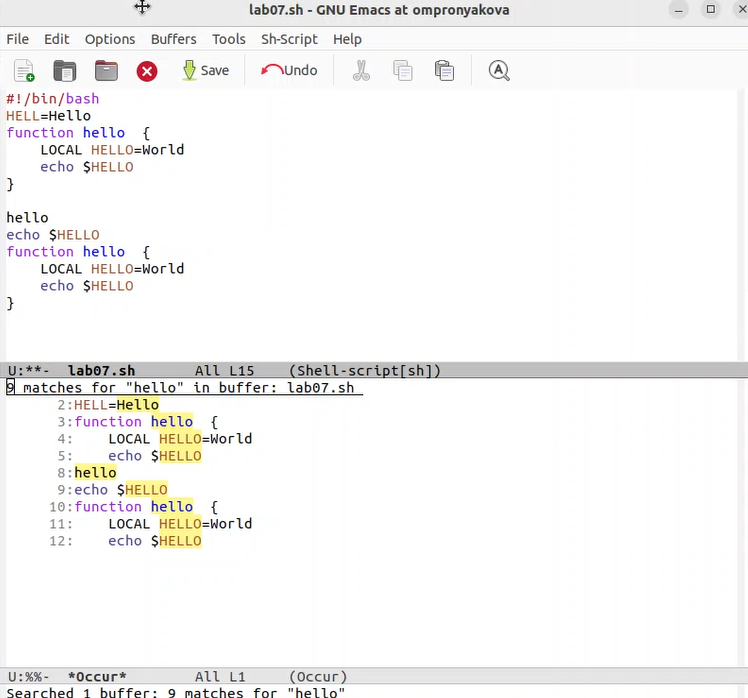 lab07.sh - GNU Emacs at ompronyakova
File Edit Options Buffers Tools Sh-Script Help
Save Undo
#!/bin/bash
HELL=Hello
function hello  {
    LOCAL HELLO=World
    echo $HELLO
}
hello
echo $HELLO
function hello  {
    LOCAL HELLO=World
    echo $HELLO
}
U:**-  lab07.sh       All L15    (Shell-script[sh])
9 matches for "hello" in buffer: lab07.sh
      2:HELL=Hello
      3:function hello  {
      4:    LOCAL HELLO=World
      5:    echo $HELLO
      8:hello
      9:echo $HELLO
     10:function hello  {
     11:    LOCAL HELLO=World
     12:    echo $HELLO
U:%%-  *Occur*        All L1     (Occur)
Searched 1 buffer: 9 matches for "hello"